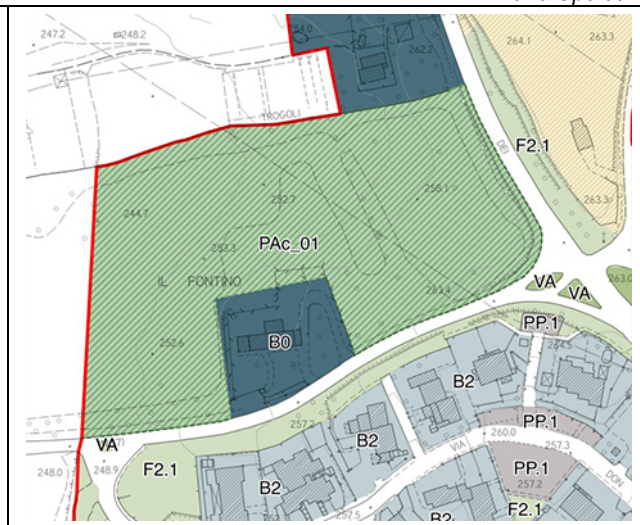 247.2
248.2
254.0
262.2
264.1
263.3
TROGOLI
DEI
F2.1
252.7
258.1
244.7
263.3
253.3
PAc_01
IL FONTINO
263.4
VA
VA
263.0
B0
PP.1
264.5
252.6
B2
257.2
PP.1
VA
B2
VIA
260.0
257.3
248.0
248.9
F2.1
PP.1
DON
257.2
B2
B2
F2.1
257.5